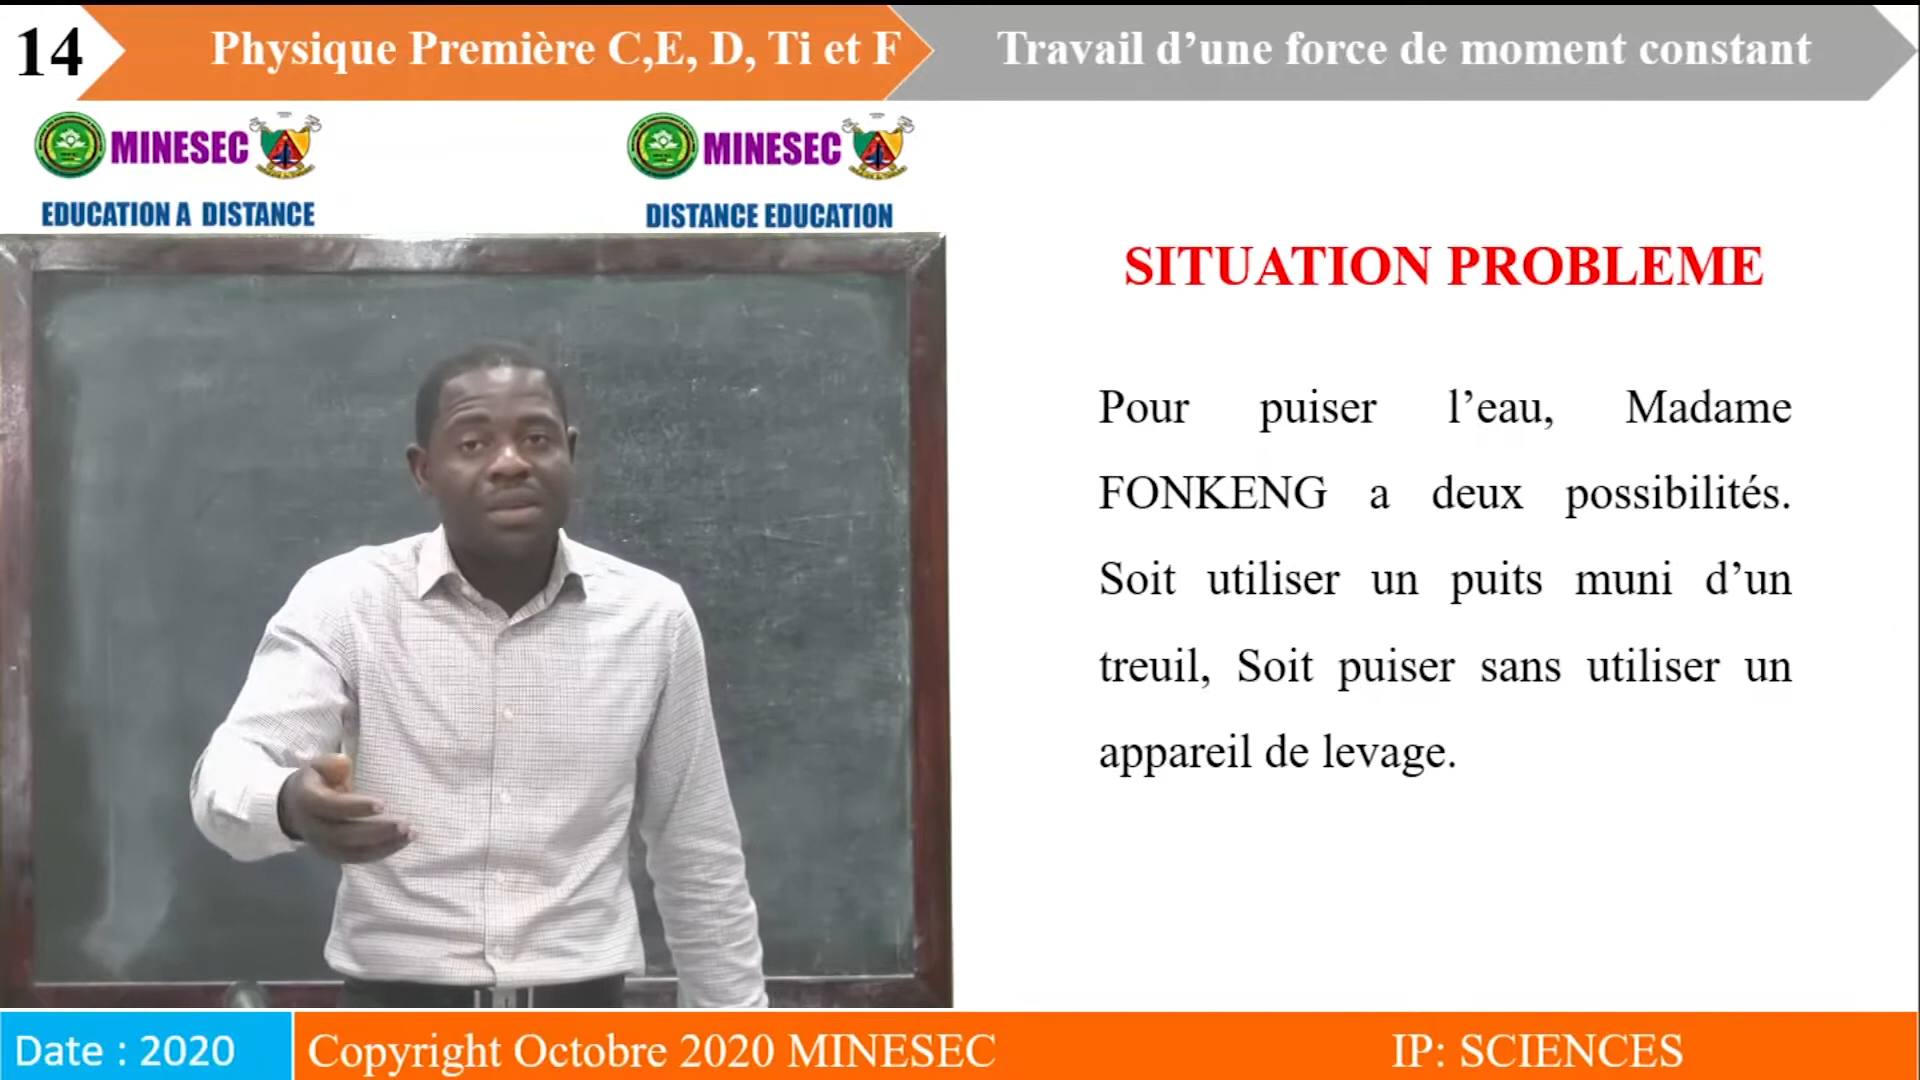 14
Physique Première C,E, D, Ti et F
Travail d’une force de moment constant
MINESEC
EDUCATION A DISTANCE
MINESEC
DISTANCE EDUCATION
SITUATION PROBLEME
Pour puiser l’eau, Madame
FONKENG a deux possibilités.
Soit utiliser un puits muni d’un
treuil, Soit puiser sans utiliser un
appareil de levage.
Date : 2020
Copyright Octobre 2020 MINESEC
IP: SCIENCES